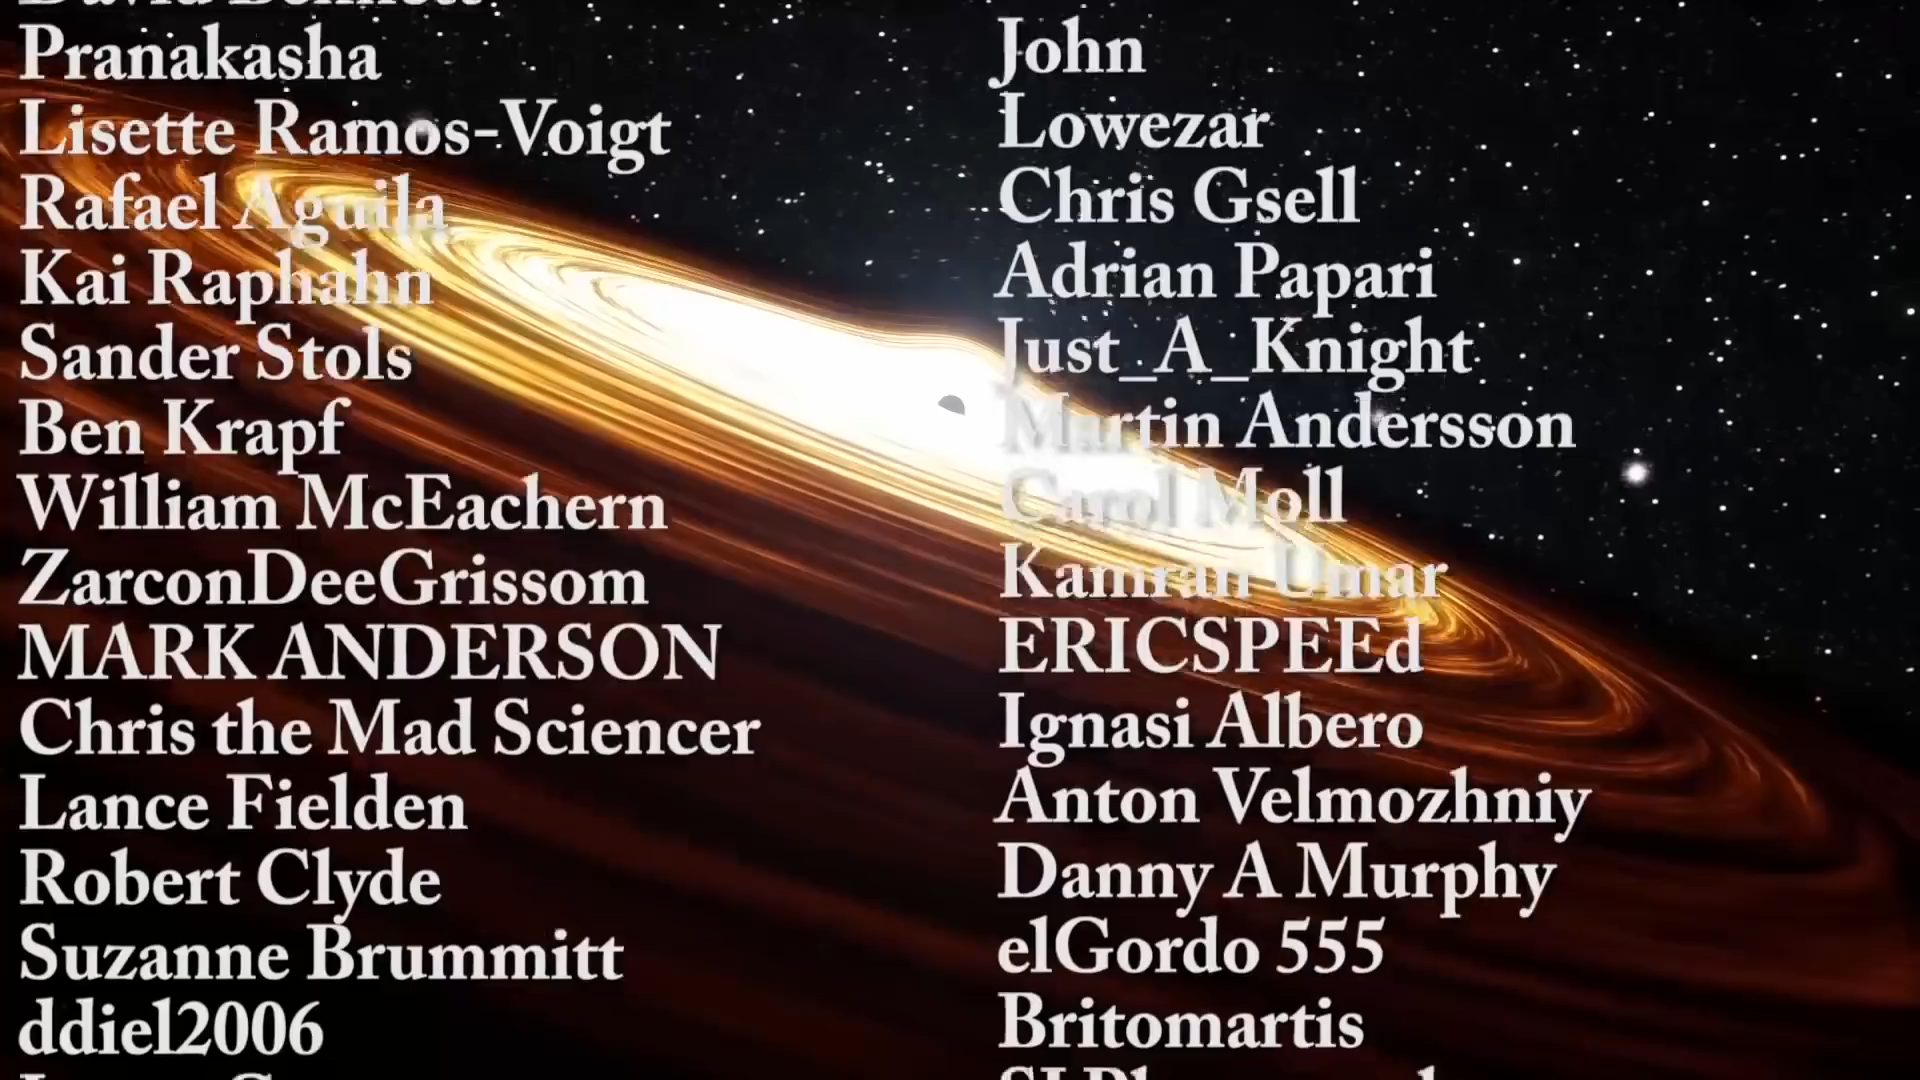 David Bennett
Pranakasha
Lisette Ramos-Voigt
Rafael Aguila
Kai Raphahn
Sander Stols
Ben Krapf
William McEachern
ZarconDeeGrissom
MARK ANDERSON
Chris the Mad Sciencer
Lance Fielden
Robert Clyde
Suzanne Brummitt
ddiel2006
John
Lowezar
Chris Gsell
Adrian Papari
Just_A_Knight
Martin Andersson
Carol Moll
Kamran Umar
ERICSPEEd
Ignasi Albero
Anton Velmozhniy
Danny A Murphy
elGordo 555
Britomartis